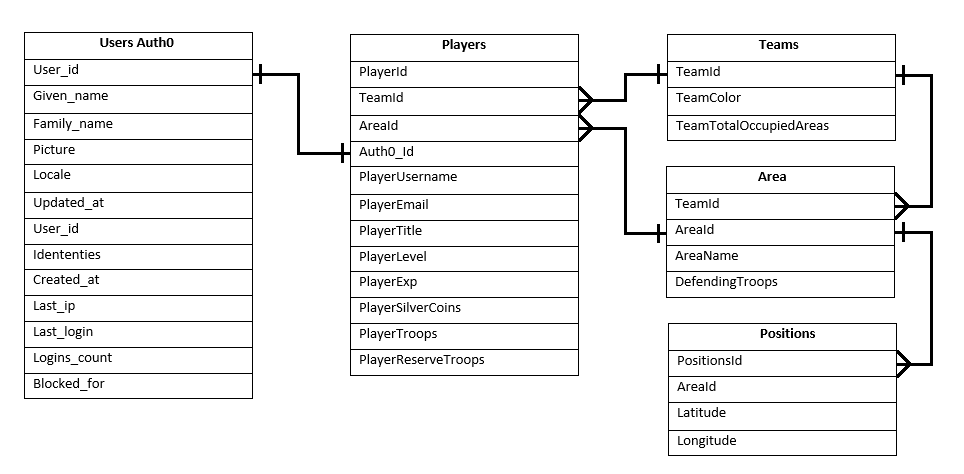 Users Auth0
User_id
Given_name
Family_name
Picture
Locale
Updated_at
User_id
Idententies
Created_at
Last_ip
Last_login
Logins_count
Blocked_for
Players
PlayerId
TeamId
AreaId
Auth0_Id
PlayerUsername
PlayerEmail
PlayerTitle
PlayerLevel
PlayerExp
PlayerSilverCoins
PlayerTroops
PlayerReserveTroops
Teams
TeamId
TeamColor
TeamTotalOccupiedAreas
Area
TeamId
AreaId
AreaName
DefendingTroops
Positions
PositionsId
AreaId
Latitude
Longitude